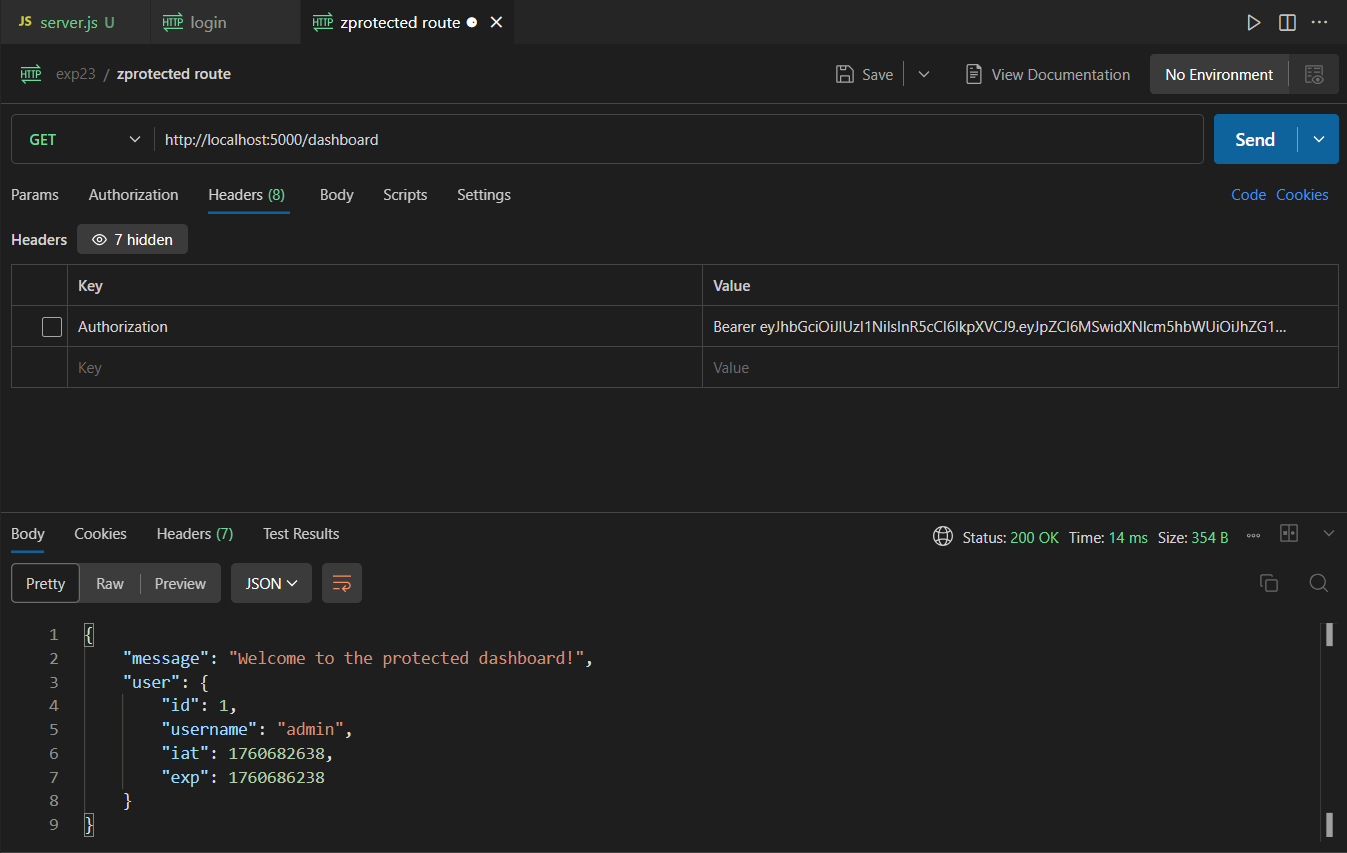 JS server.js U HTTP login HTTP zprotected route
HTTP exp23 / zprotected route Save View Documentation No Environment
GET http://localhost:5000/dashboard Send
Params Authorization Headers (8) Body Scripts Settings Code Cookies
Headers 7 hidden
Key Value
Authorization Bearer eyJhbGciOiJIUzI1NiIsInR5cCI6IkpXVCJ9.eyJpZCI6MSwidXNlcm5hbWUiOiJhZG1...
Key Value
Body Cookies Headers (7) Test Results Status: 200 OK Time: 14 ms Size: 354 B
Pretty Raw Preview JSON
1 {
2 "message": "Welcome to the protected dashboard!",
3 "user": {
4 "id": 1,
5 "username": "admin",
6 "iat": 1760682638,
7 "exp": 1760686238
8 }
9 }